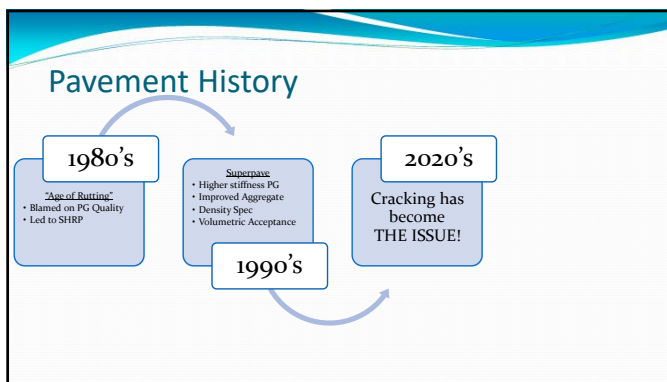 Pavement History
1980's
"Age of Rutting"
• Blamed on PG Quality
• Led to SHRP
Superpave
• Higher stiffness PG
• Improved Aggregate
• Density Spec
• Volumetric Acceptance
1990's
2020's
Cracking has
become
THE ISSUE!